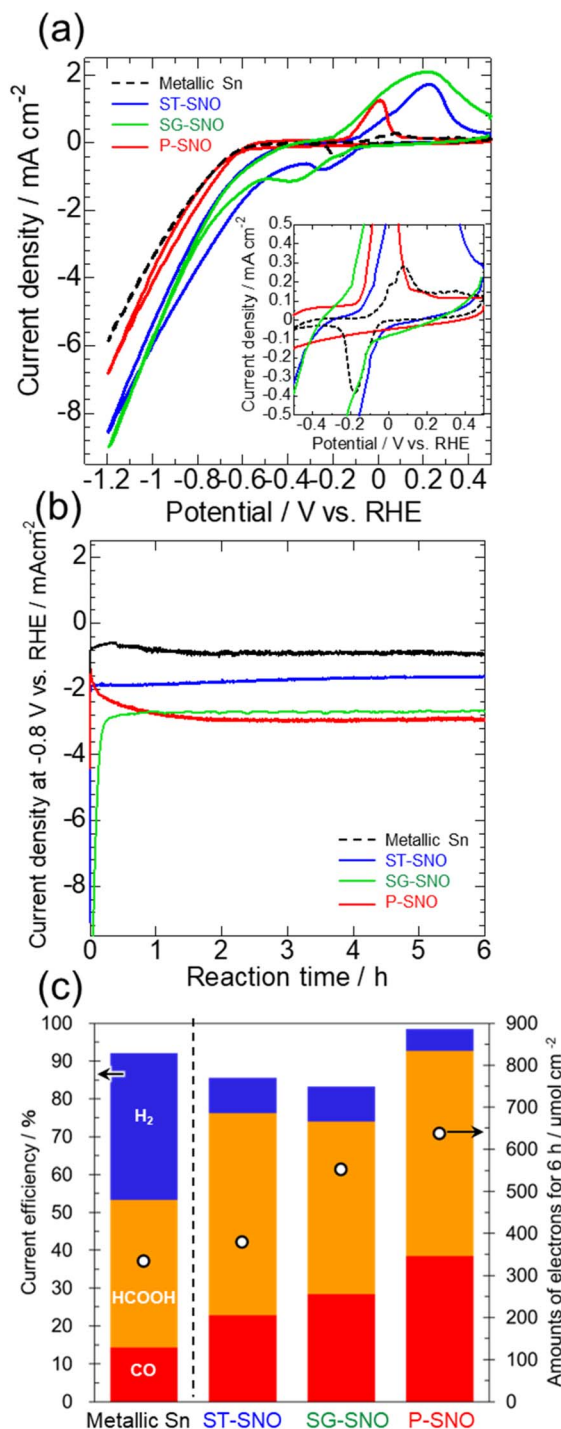 (a)
Metallic Sn
ST-SNO
SG-SNO
P-SNO
Current density / mA cm-2
2
0
-2
-4
-6
-8
Current density / mA cm-2
0.5
0.4
0.3
0.2
0.1
0
-0.1
-0.2
-0.3
-0.4
-0.5
-0.4 -0.2 0 0.2 0.4
Potential / V vs. RHE
-1.2 -1 -0.8 -0.6 -0.4 -0.2 0 0.2 0.4
Potential / V vs. RHE
(b)
Current density at -0.8 V vs. RHE / mAcm-2
2
0
-2
-4
-6
-8
Metallic Sn
ST-SNO
SG-SNO
P-SNO
0 1 2 3 4 5 6
Reaction time / h
(c)
Current efficiency / %
100
90
80
70
60
50
40
30
20
10
0
H2
HCOOH
CO
900
800
700
600
500
400
300
200
100
0
Amounts of electrons for 6 h / umol cm-2
Metallic Sn ST-SNO SG-SNO P-SNO